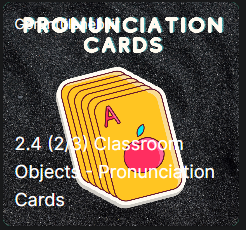 PRONUNCIATION
CARDS
A
2.4 (2/3) Classroom
Objects - Pronunciation
Cards